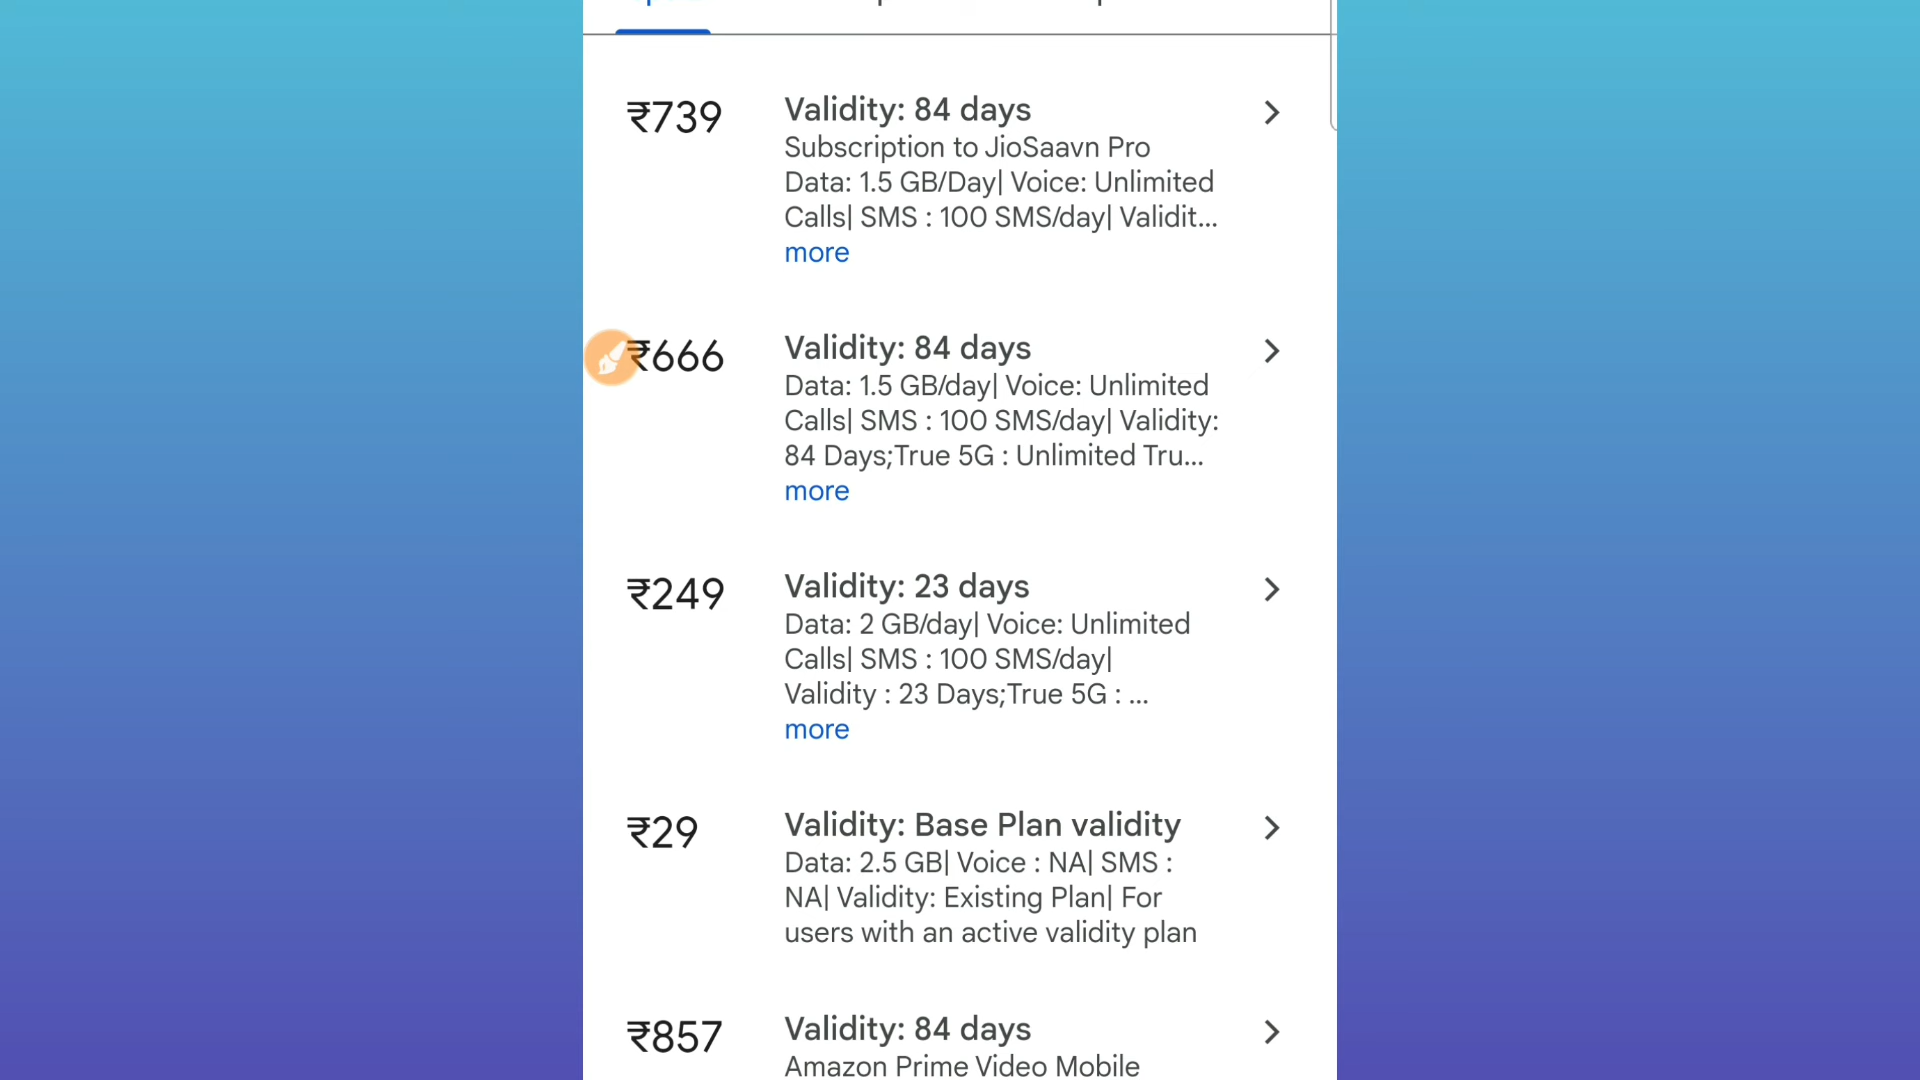 ₹739
Validity: 84 days
Subscription to JioSaavn Pro
Data: 1.5 GB/Day| Voice: Unlimited
Calls| SMS : 100 SMS/day| Validit...
more
₹666
Validity: 84 days
Data: 1.5 GB/day| Voice: Unlimited
Calls| SMS : 100 SMS/day| Validity:
84 Days;True 5G : Unlimited Tru...
more
₹249
Validity: 23 days
Data: 2 GB/day| Voice: Unlimited
Calls| SMS : 100 SMS/day|
Validity : 23 Days;True 5G : ...
more
₹29
Validity: Base Plan validity
Data: 2.5 GB| Voice : NA| SMS :
NA| Validity: Existing Plan| For
users with an active validity plan
₹857
Validity: 84 days
Amazon Prime Video Mobile